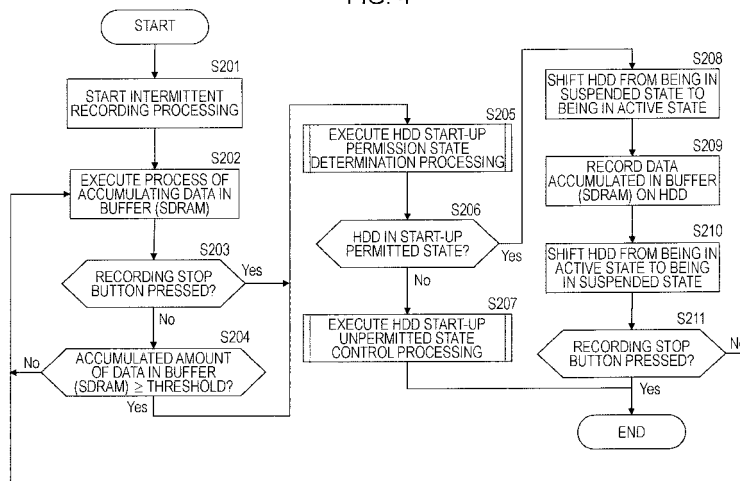 FIG. 4
START
S201
START INTERMITTENT
RECORDING PROCESSING
S202
EXECUTE PROCESS OF
ACCUMULATING DATA IN
BUFFER (SDRAM)
S203
RECORDING STOP
BUTTON PRESSED?
Yes
No
S204
ACCUMULATED AMOUNT
OF DATA IN BUFFER
(SDRAM) ≥ THRESHOLD?
No
Yes
S205
EXECUTE HDD START-UP
PERMISSION STATE
DETERMINATION PROCESSING
S206
HDD IN START-UP
PERMITTED STATE?
Yes
No
S207
EXECUTE HDD START-UP
UNPERMITTED STATE
CONTROL PROCESSING
S208
SHIFT HDD FROM BEING IN
SUSPENDED STATE TO
BEING IN ACTIVE STATE
S209
RECORD DATA
ACCUMULATED IN BUFFER
(SDRAM) ON HDD
S210
SHIFT HDD FROM BEING IN
ACTIVE STATE TO BEING
IN SUSPENDED STATE
S211
RECORDING STOP
BUTTON PRESSED?
No
Yes
END